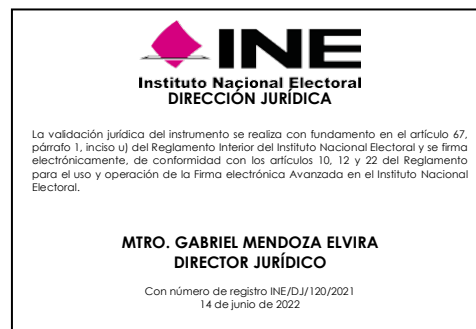 INE
Instituto Nacional Electoral
DIRECCIÓN JURÍDICA
La validación jurídica del instrumento se realiza con fundamento en el artículo 67,
párrafo 1, inciso u) del Reglamento Interior del Instituto Nacional Electoral y se firma
electrónicamente, de conformidad con los artículos 10, 12 y 22 del Reglamento
para el uso y operación de la Firma electrónica Avanzada en el Instituto Nacional
Electoral.
MTRO. GABRIEL MENDOZA ELVIRA
DIRECTOR JURÍDICO
Con número de registro INE/DJ/120/2021
14 de junio de 2022